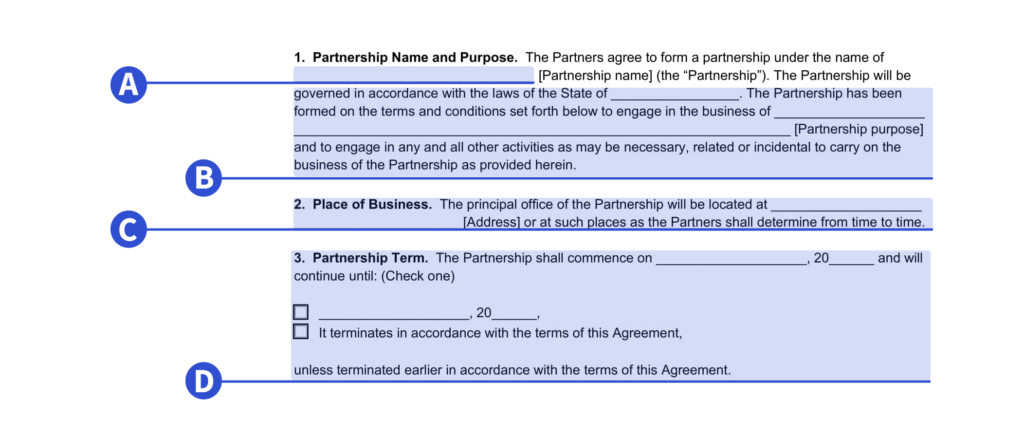 1. Partnership Name and Purpose. The Partners agree to form a partnership under the name of
A ______________________________ [Partnership name] (the “Partnership”). The Partnership will be
governed in accordance with the laws of the State of _________________. The Partnership has been
formed on the terms and conditions set forth below to engage in the business of ____________________
__________________________________________________________________ [Partnership purpose]
and to engage in any and all other activities as may be necessary, related or incidental to carry on the
business of the Partnership as provided herein.
B
2. Place of Business. The principal office of the Partnership will be located at ____________________
[Address] or at such places as the Partners shall determine from time to time.
C
3. Partnership Term. The Partnership shall commence on ____________________, 20______ and will
continue until: (Check one)
☐ ____________________, 20______,
☐ It terminates in accordance with the terms of this Agreement,
unless terminated earlier in accordance with the terms of this Agreement.
D